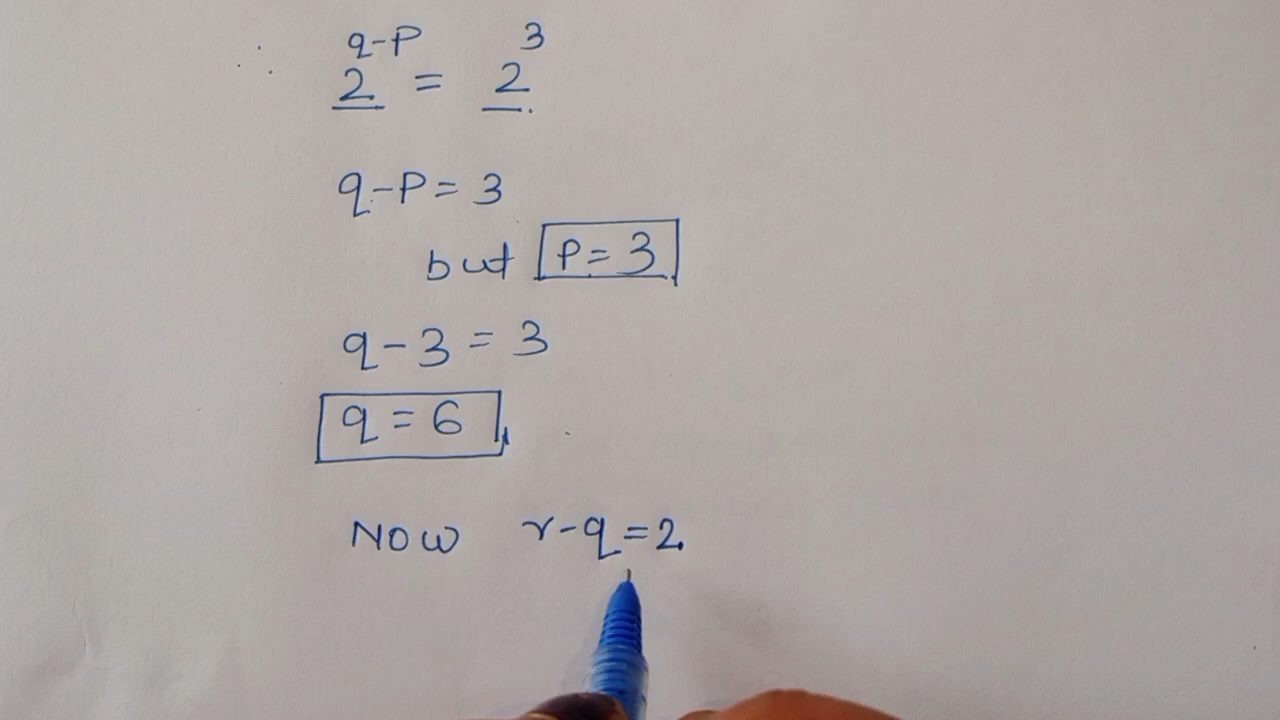 2^(q-P) = 2^3.
q-P=3
but P=3
q-3=3
q=6,
Now r-q=2.